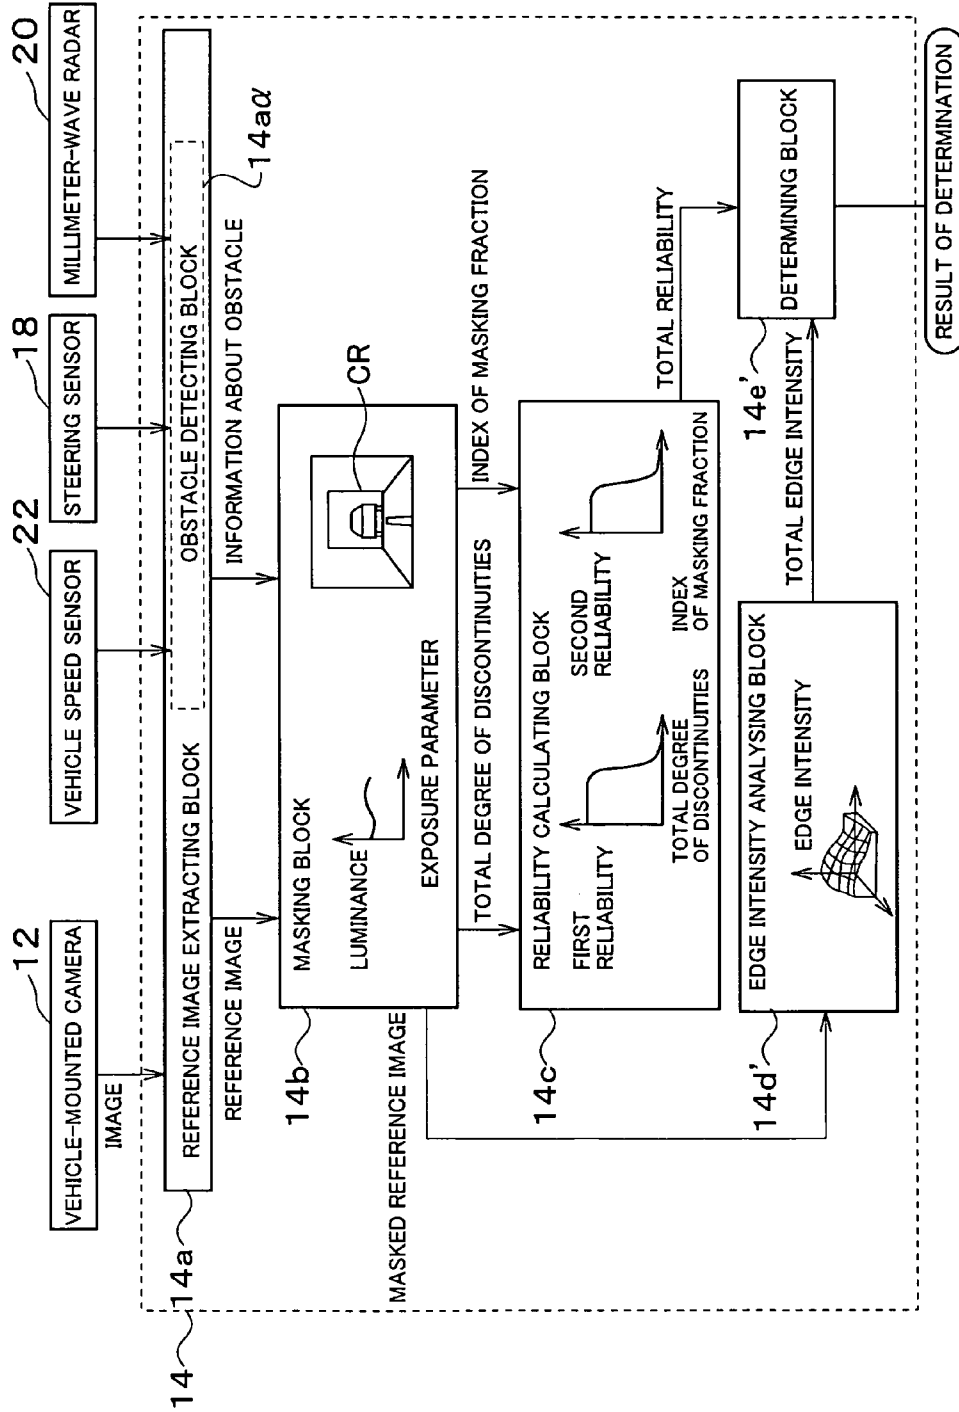 12
VEHICLE-MOUNTED CAMERA
IMAGE
22
VEHICLE SPEED SENSOR
18
STEERING SENSOR
20
MILLIMETER-WAVE RADAR
14
14a
REFERENCE IMAGE EXTRACTING BLOCK
OBSTACLE DETECTING BLOCK
14aα
REFERENCE IMAGE
INFORMATION ABOUT OBSTACLE
14b
MASKING BLOCK
LUMINANCE
EXPOSURE PARAMETER
CR
MASKED REFERENCE IMAGE
TOTAL DEGREE OF DISCONTINUITIES
INDEX OF MASKING FRACTION
14c
RELIABILITY CALCULATING BLOCK
FIRST
RELIABILITY
TOTAL DEGREE
OF DISCONTINUITIES
SECOND
RELIABILITY
INDEX
OF MASKING FRACTION
TOTAL RELIABILITY
14d'
EDGE INTENSITY ANALYSING BLOCK
EDGE INTENSITY
TOTAL EDIGE INTENSITY
14e'
DETERMINING BLOCK
RESULT OF DETERMINATION